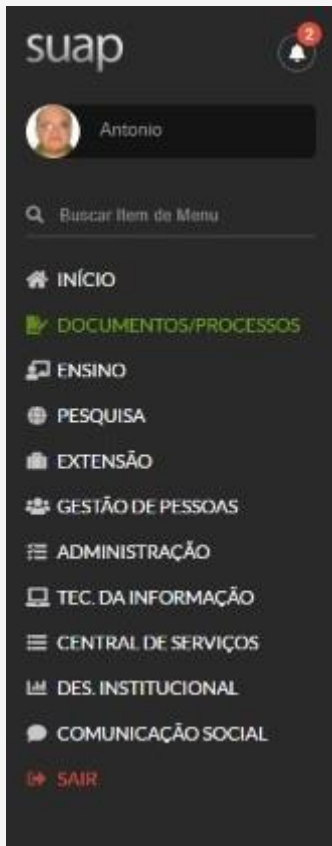 suap
2
Antonio
Buscar Item de Menu
INÍCIO
DOCUMENTOS/PROCESSOS
ENSINO
PESQUISA
EXTENSÃO
GESTÃO DE PESSOAS
ADMINISTRAÇÃO
TEC. DA INFORMAÇÃO
CENTRAL DE SERVIÇOS
DES. INSTITUCIONAL
COMUNICAÇÃO SOCIAL
SAIR